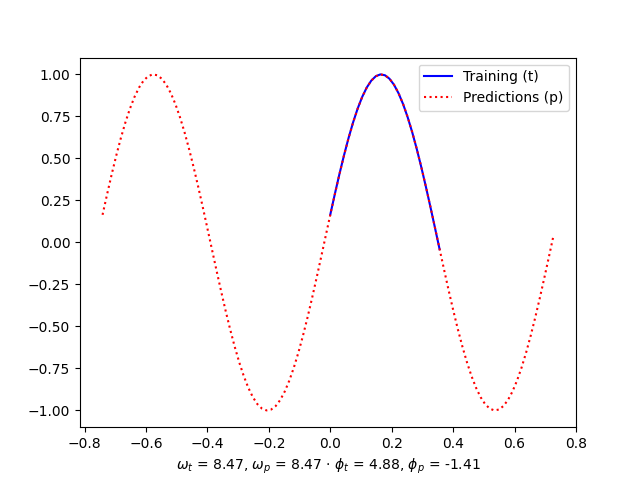 Training (t)
Predictions (p)
1.00
0.75
0.50
0.25
0.00
−0.25
−0.50
−0.75
−1.00
−0.8 −0.6 −0.4 −0.2 0.0 0.2 0.4 0.6 0.8
ωt = 8.47, ωp = 8.47 · ϕt = 4.88, ϕp = -1.41